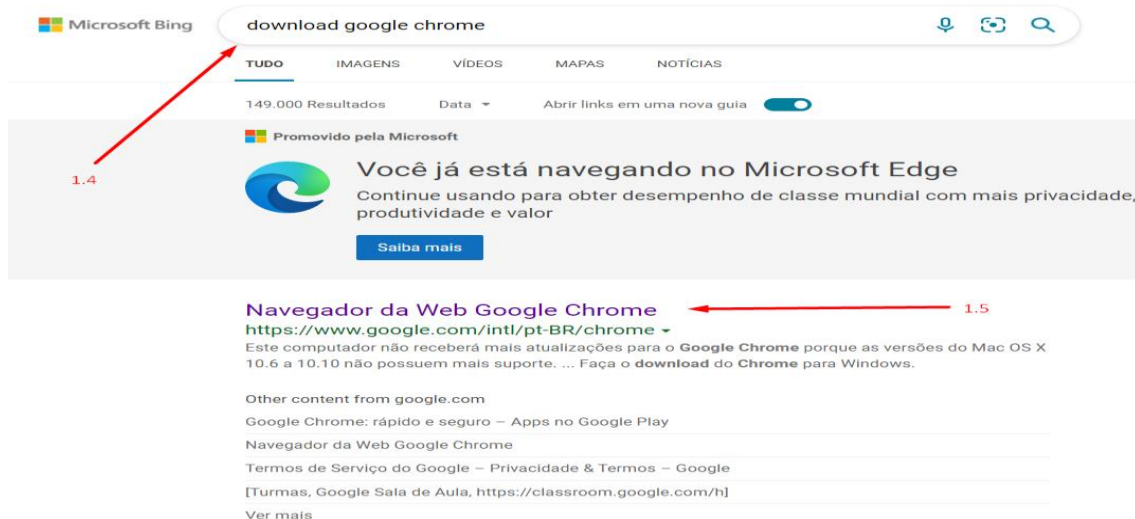 Microsoft Bing
download google chrome
TUDO IMAGENS VÍDEOS MAPAS NOTÍCIAS
149.000 Resultados Data Abrir links em uma nova guia
Promovido pela Microsoft
1.4
Você já está navegando no Microsoft Edge
Continue usando para obter desempenho de classe mundial com mais privacidade,
produtividade e valor
Saiba mais
Navegador da Web Google Chrome
1.5
https://www.google.com/intl/pt-BR/chrome
Este computador não receberá mais atualizações para o Google Chrome porque as versões do Mac OS X
10.6 a 10.10 não possuem mais suporte. ... Faça o download do Chrome para Windows.
Other content from google.com
Google Chrome: rápido e seguro – Apps no Google Play
Navegador da Web Google Chrome
Termos de Serviço do Google – Privacidade & Termos – Google
[Turmas, Google Sala de Aula, https://classroom.google.com/h]
Ver mais